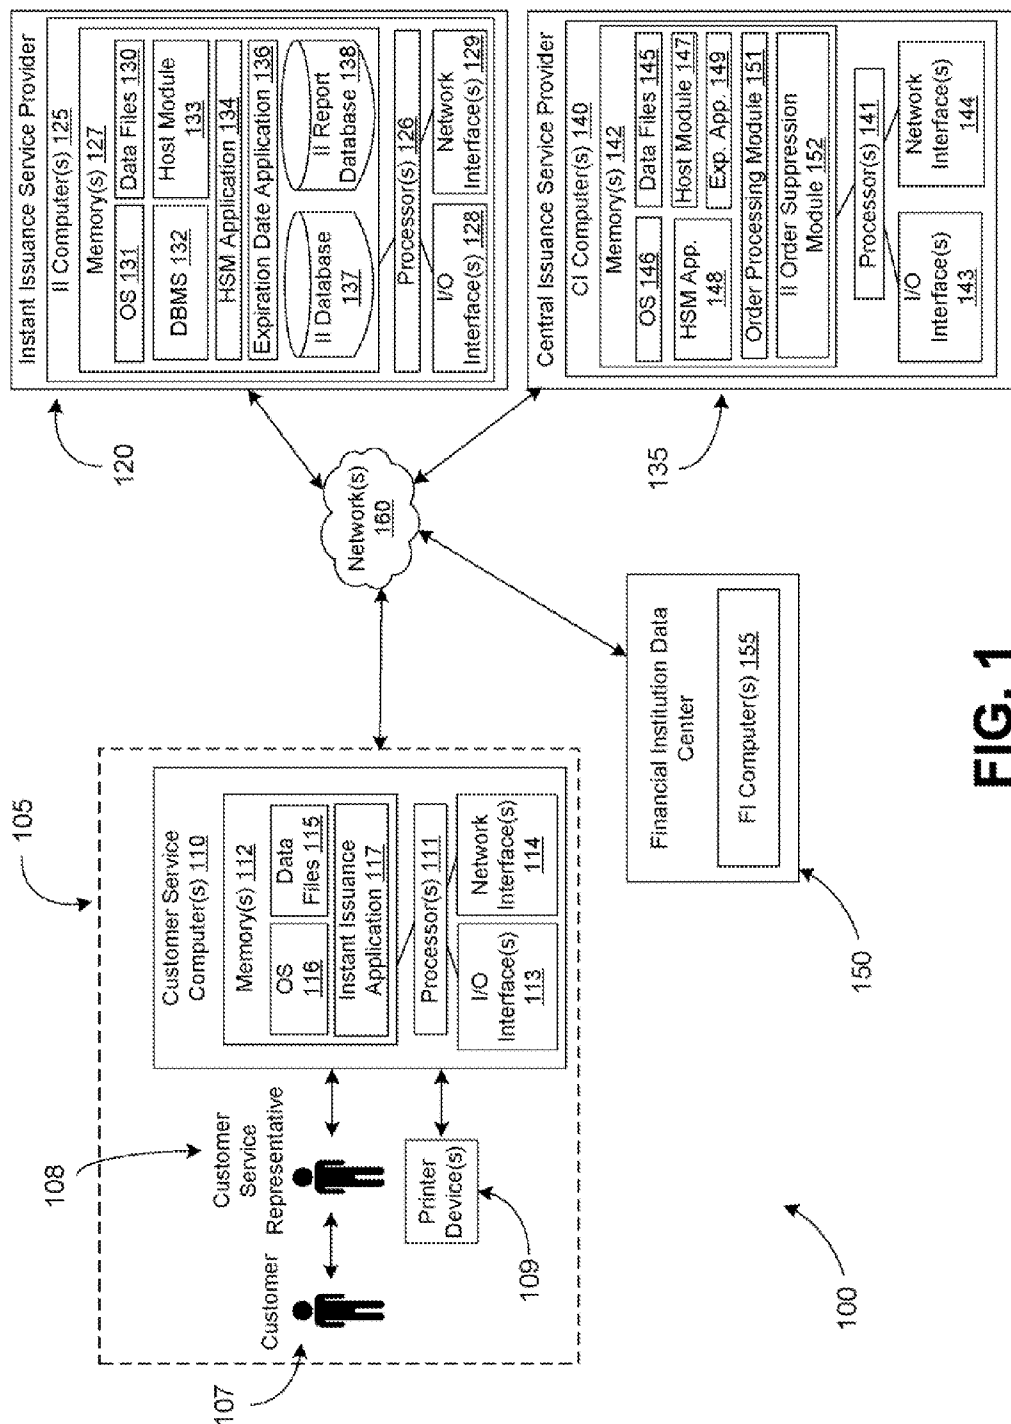 105
108
107
Customer
Customer
Service
Representative
Printer
Device(s)
109
Customer Service
Computer(s) 110
Memory(s) 112
OS
116
Data
Files 115
Instant Issuance
Application 117
Processor(s) 111
I/O
Interface(s)
113
Network
Interface(s)
114
Network(s)
160
Financial Institution Data
Center
FI Computer(s) 155
150
120
Instant Issuance Service Provider
II Computer(s) 125
Memory(s) 127
OS 131
Data Files 130
DBMS 132
Host Module
133
HSM Application 134
Expiration Date Application 136
II Database
137
II Report
Database 138
Processor(s) 126
I/O
Interface(s) 128
Network
Interface(s) 129
135
Central Issuance Service Provider
CI Computer(s) 140
Memory(s) 142
OS 146
Data Files 145
HSM App.
148
Host Module 147
Exp. App. 149
Order Processing Module 151
II Order Suppression
Module 152
Processor(s) 141
I/O
Interface(s)
143
Network
Interface(s)
144
100
FIG. 1